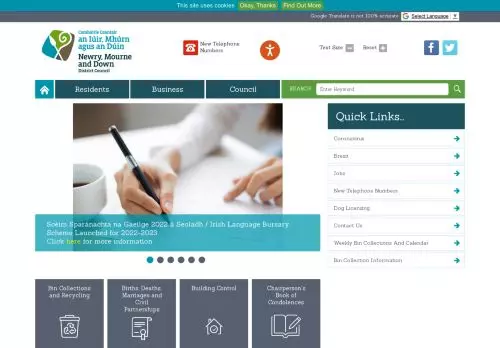 This site uses cookies Okay, Thanks Find Out More
Google Translate is not 100% accurate
Select Language
Comhairle Ceantair
an Iúir, Mhúrn
agus an Dúin
Newry, Mourne
and Down
District Council
New Telephone
Numbers
Text Size
Reset
Residents
Business
Council
SEARCH
Enter Keyword
Scéim Sparánachta na Gaeilge 2022 á Seoladh / Irish Language Bursary
Scheme Launched for 2022-2023
Click here for more information
Quick Links..
Coronavirus
Brexit
Jobs
New Telephone Numbers
Dog Licensing
Contact Us
Weekly Bin Collections And Calendar
Bin Collection Information
Bin Collections
and Recycling
Births, Deaths,
Marriages and
Civil
Partnerships
Building Control
Chairperson's
Book of
Condolences